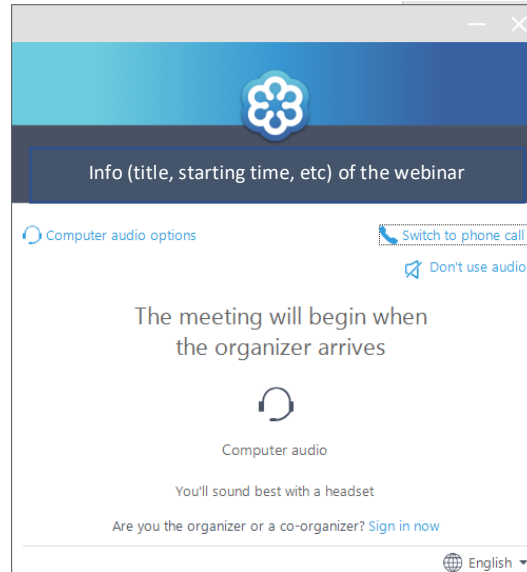 Info (title, starting time, etc) of the webinar
Computer audio options
Switch to phone call
Don't use audio
The meeting will begin when
the organizer arrives
Computer audio
You'll sound best with a headset
Are you the organizer or a co-organizer? Sign in now
English